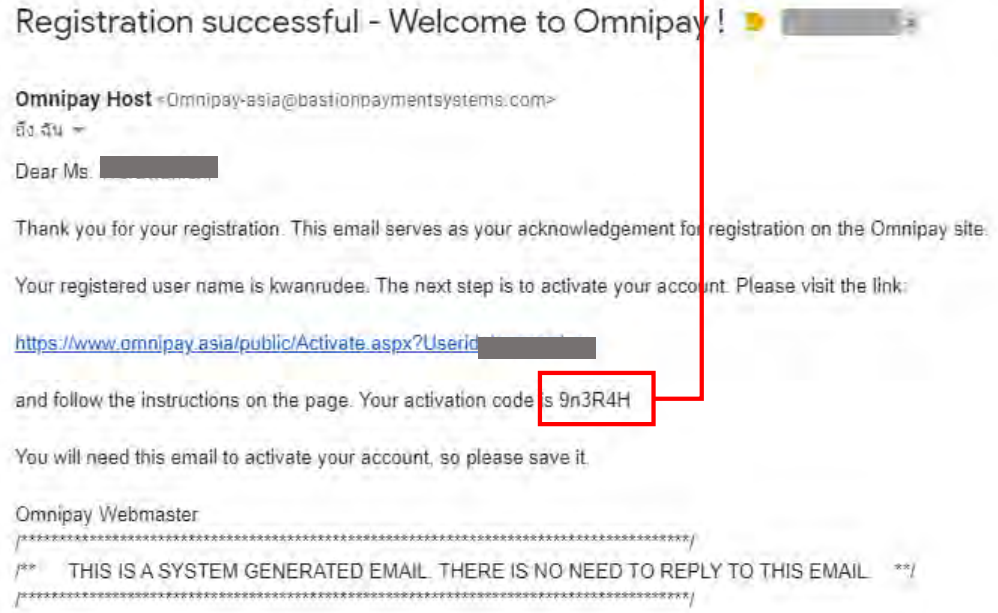 Registration successful - Welcome to Omnipay !
Omnipay Host <Omnipay-asia@bastionpaymentsystems.com>
ถึง ฉัน
Dear Ms.
Thank you for your registration. This email serves as your acknowledgement for registration on the Omnipay site.
Your registered user name is kwanrudee. The next step is to activate your account. Please visit the link:
https://www.omnipay.asia/public/Activate.aspx?Userid
and follow the instructions on the page. Your activation code is 9n3R4H
You will need this email to activate your account, so please save it.
Omnipay Webmaster
/**********************************************************************************/
/** THIS IS A SYSTEM GENERATED EMAIL. THERE IS NO NEED TO REPLY TO THIS EMAIL. **/
/**********************************************************************************/